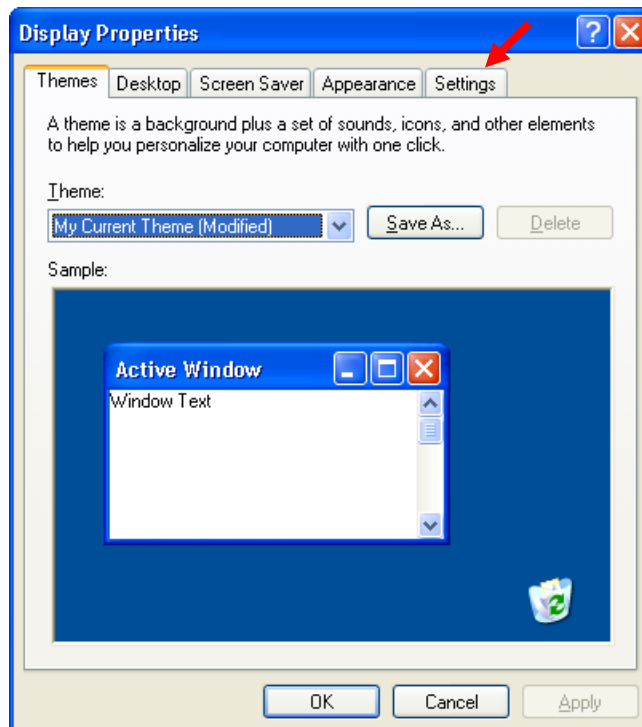 Display Properties
Themes Desktop Screen Saver Appearance Settings
A theme is a background plus a set of sounds, icons, and other elements
to help you personalize your computer with one click.
Theme:
My Current Theme (Modified) Save As... Delete
Sample:
Active Window
Window Text
OK Cancel Apply